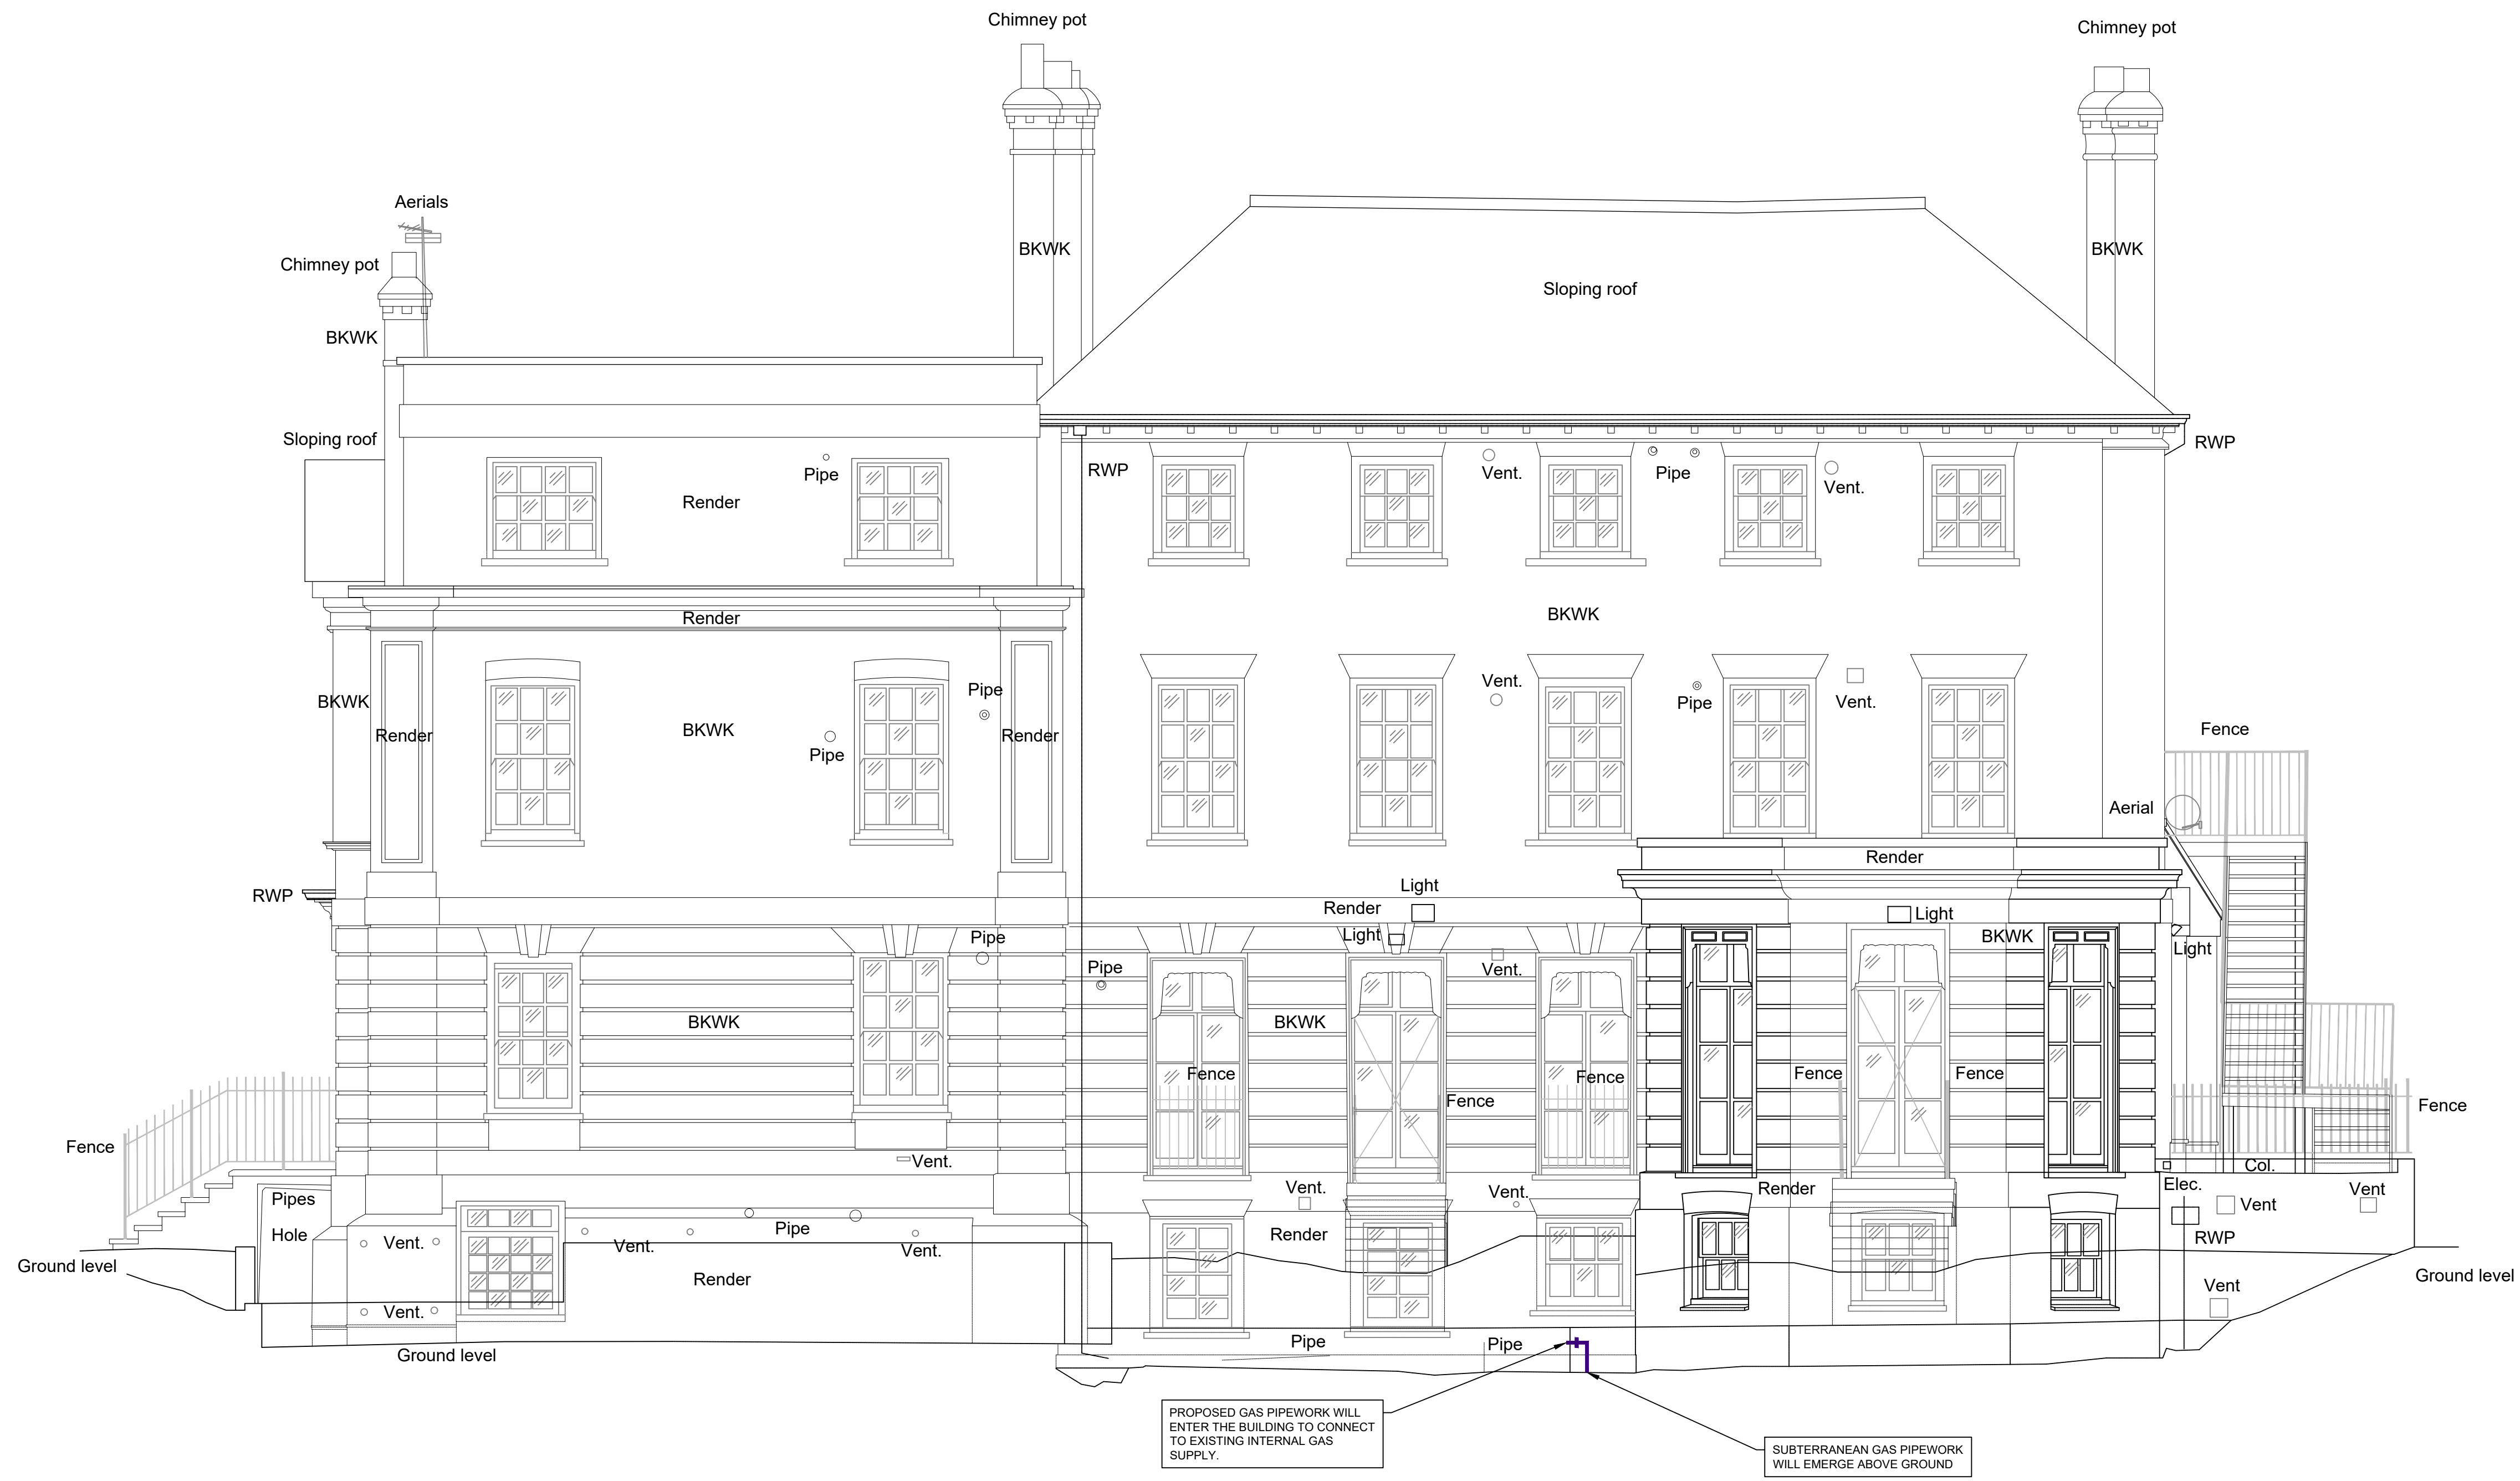 Chimney pot
Chimney pot
Aerials
BKWK
BKWK
Chimney pot
Sloping roof
BKWK
Sloping roof
RWP
RWP
Pipe
Vent.
Pipe
Vent.
Render
BKWK
Render
Vent.
Pipe
BKWK
Pipe
Vent.
BKWK
Fence
Render
Render
Pipe
Aerial
Render
Light
RWP
Render
Light
Light
Pipe
BKWK
Light
Pipe
Vent.
BKWK
BKWK
Fence
Fence
Fence
Fence
Fence
Fence
Fence
Vent.
Col.
Elec.
Vent.
Vent.
Render
Vent
Vent
Pipes
Pipe
Hole
Vent.
Vent.
Vent.
Render
RWP
Ground level
Render
Ground level
Vent
Vent.
Pipe
Pipe
Ground level
PROPOSED GAS PIPEWORK WILL
ENTER THE BUILDING TO CONNECT
TO EXISTING INTERNAL GAS
SUPPLY.
SUBTERRANEAN GAS PIPEWORK
WILL EMERGE ABOVE GROUND